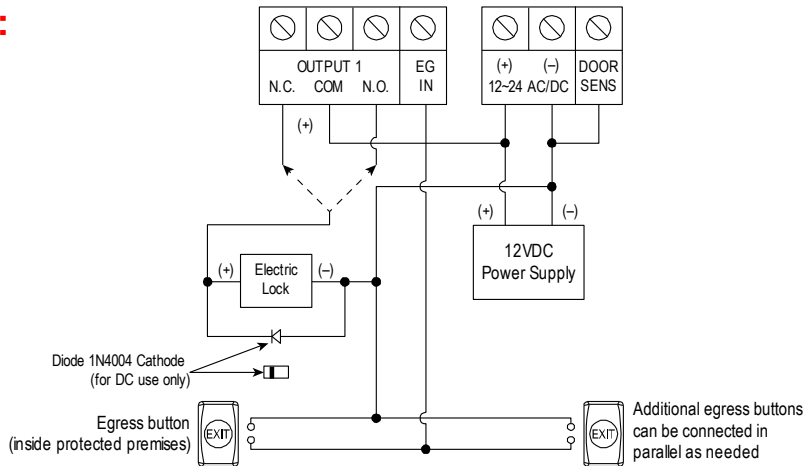 :
OUTPUT 1
N.C. COM N.O.
EG
IN
(+) (–)
12~24 AC/DC
DOOR
SENS
(+)
(+) (–)
12VDC
Power Supply
(+) Electric (–)
Lock
Diode 1N4004 Cathode
(for DC use only)
Egress button
(inside protected premises)
EXIT
EXIT
Additional egress buttons
can be connected in
parallel as needed